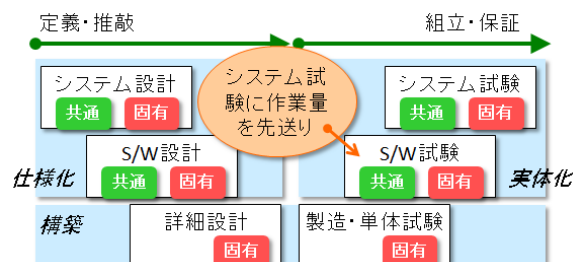 定義・推敲
組立・保証
システム設計
共通
固有
システム試
験に作業量
を先送り
システム試験
共通
固有
S/W設計
共通
固有
S/W試験
共通
固有
仕様化
実体化
構築
詳細設計
固有
製造・単体試験
固有